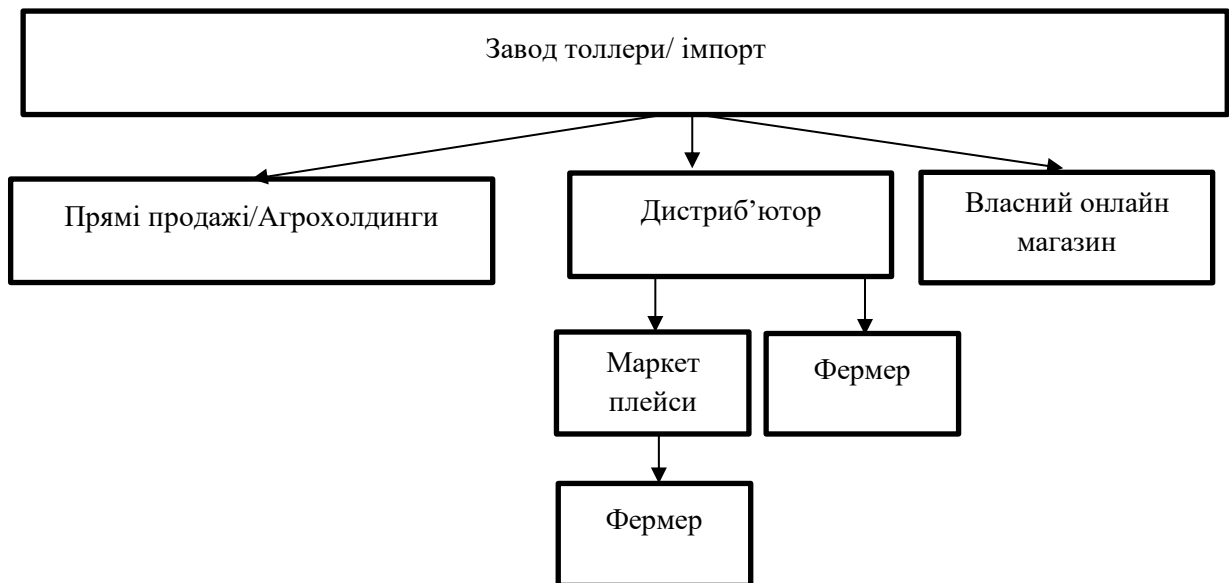 Завод толлери/ імпорт
Прямі продажі/Агрохолдинги
Дистриб’ютор
Власний онлайн
магазин
Маркет
плейси
Фермер
Фермер